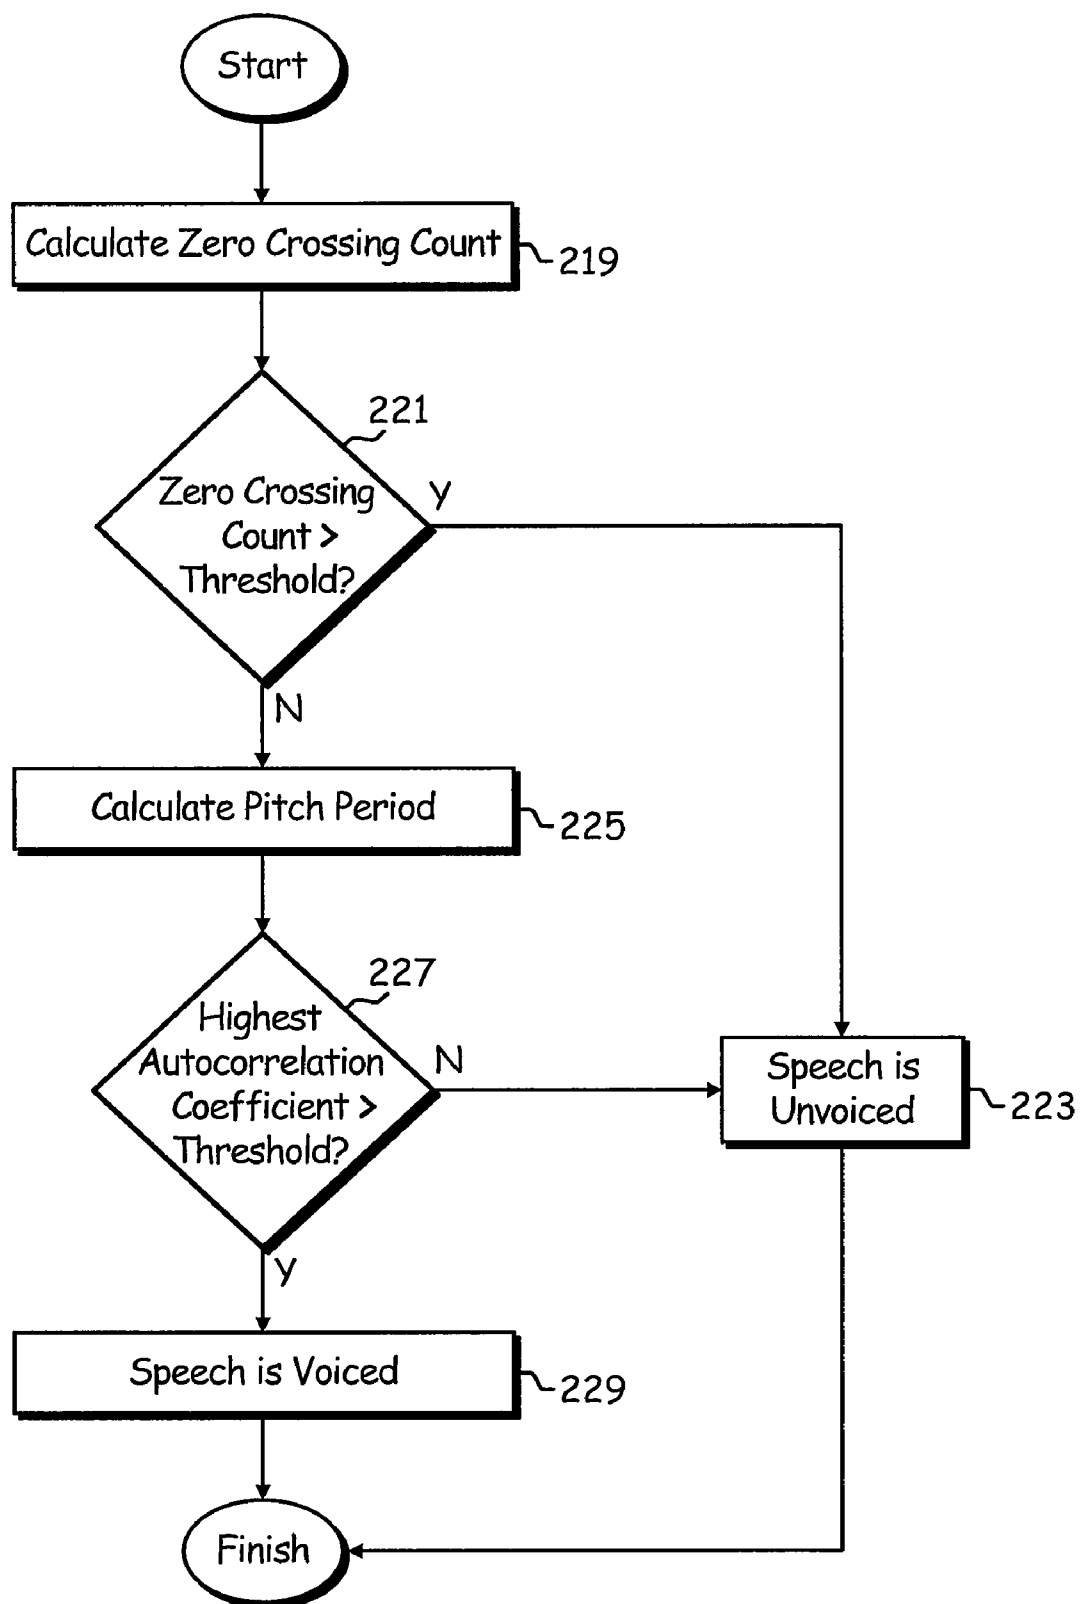 Start
Calculate Zero Crossing Count
219
221
Zero Crossing
Count >
Threshold?
Y
N
Calculate Pitch Period
225
227
Highest
Autocorrelation
Coefficient >
Threshold?
N
Y
Speech is
Unvoiced
223
Speech is Voiced
229
Finish